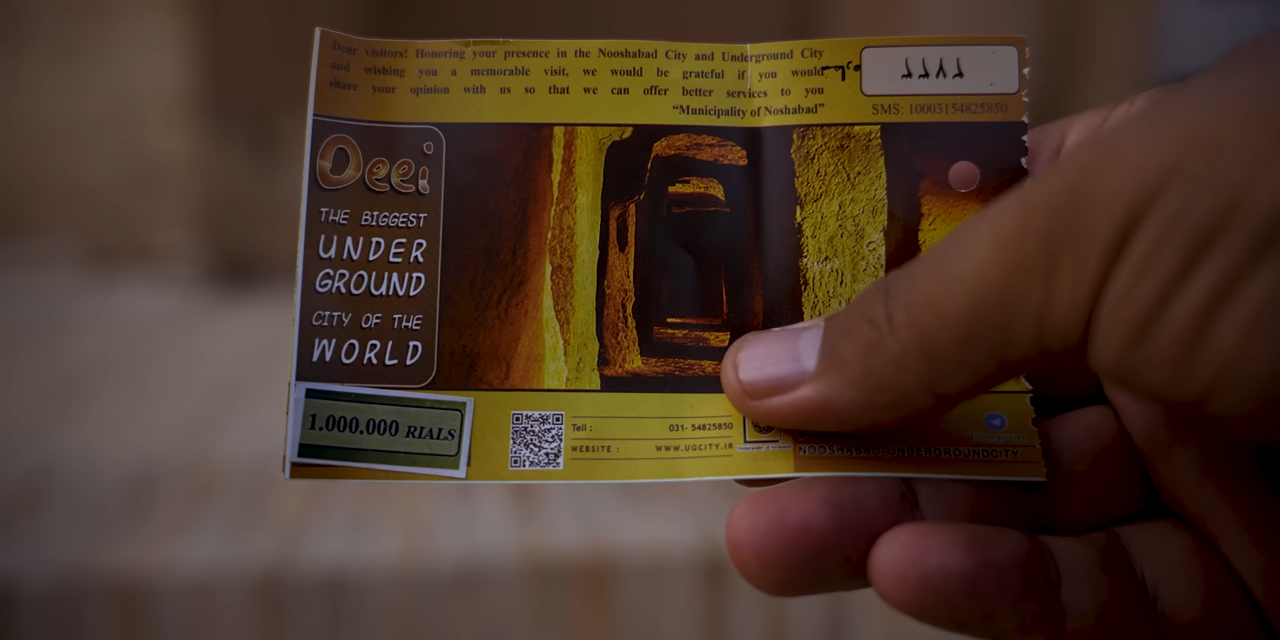 Dear visitors! Honoring your presence in the Nooshabad City and Underground City
and wishing you a memorable visit, we would be grateful if you would
share your opinion with us so that we can offer better services to you
“Municipality of Noshabad”
SMS: 10003154825850
Oeei
THE BIGGEST
UNDER
GROUND
CITY OF THE
WORLD
1.000.000 RIALS
Tell : 031- 54825850
WEBSITE : WWW.UGCITY.IR
NOOSHABAD_UNDERGROUNDCITY